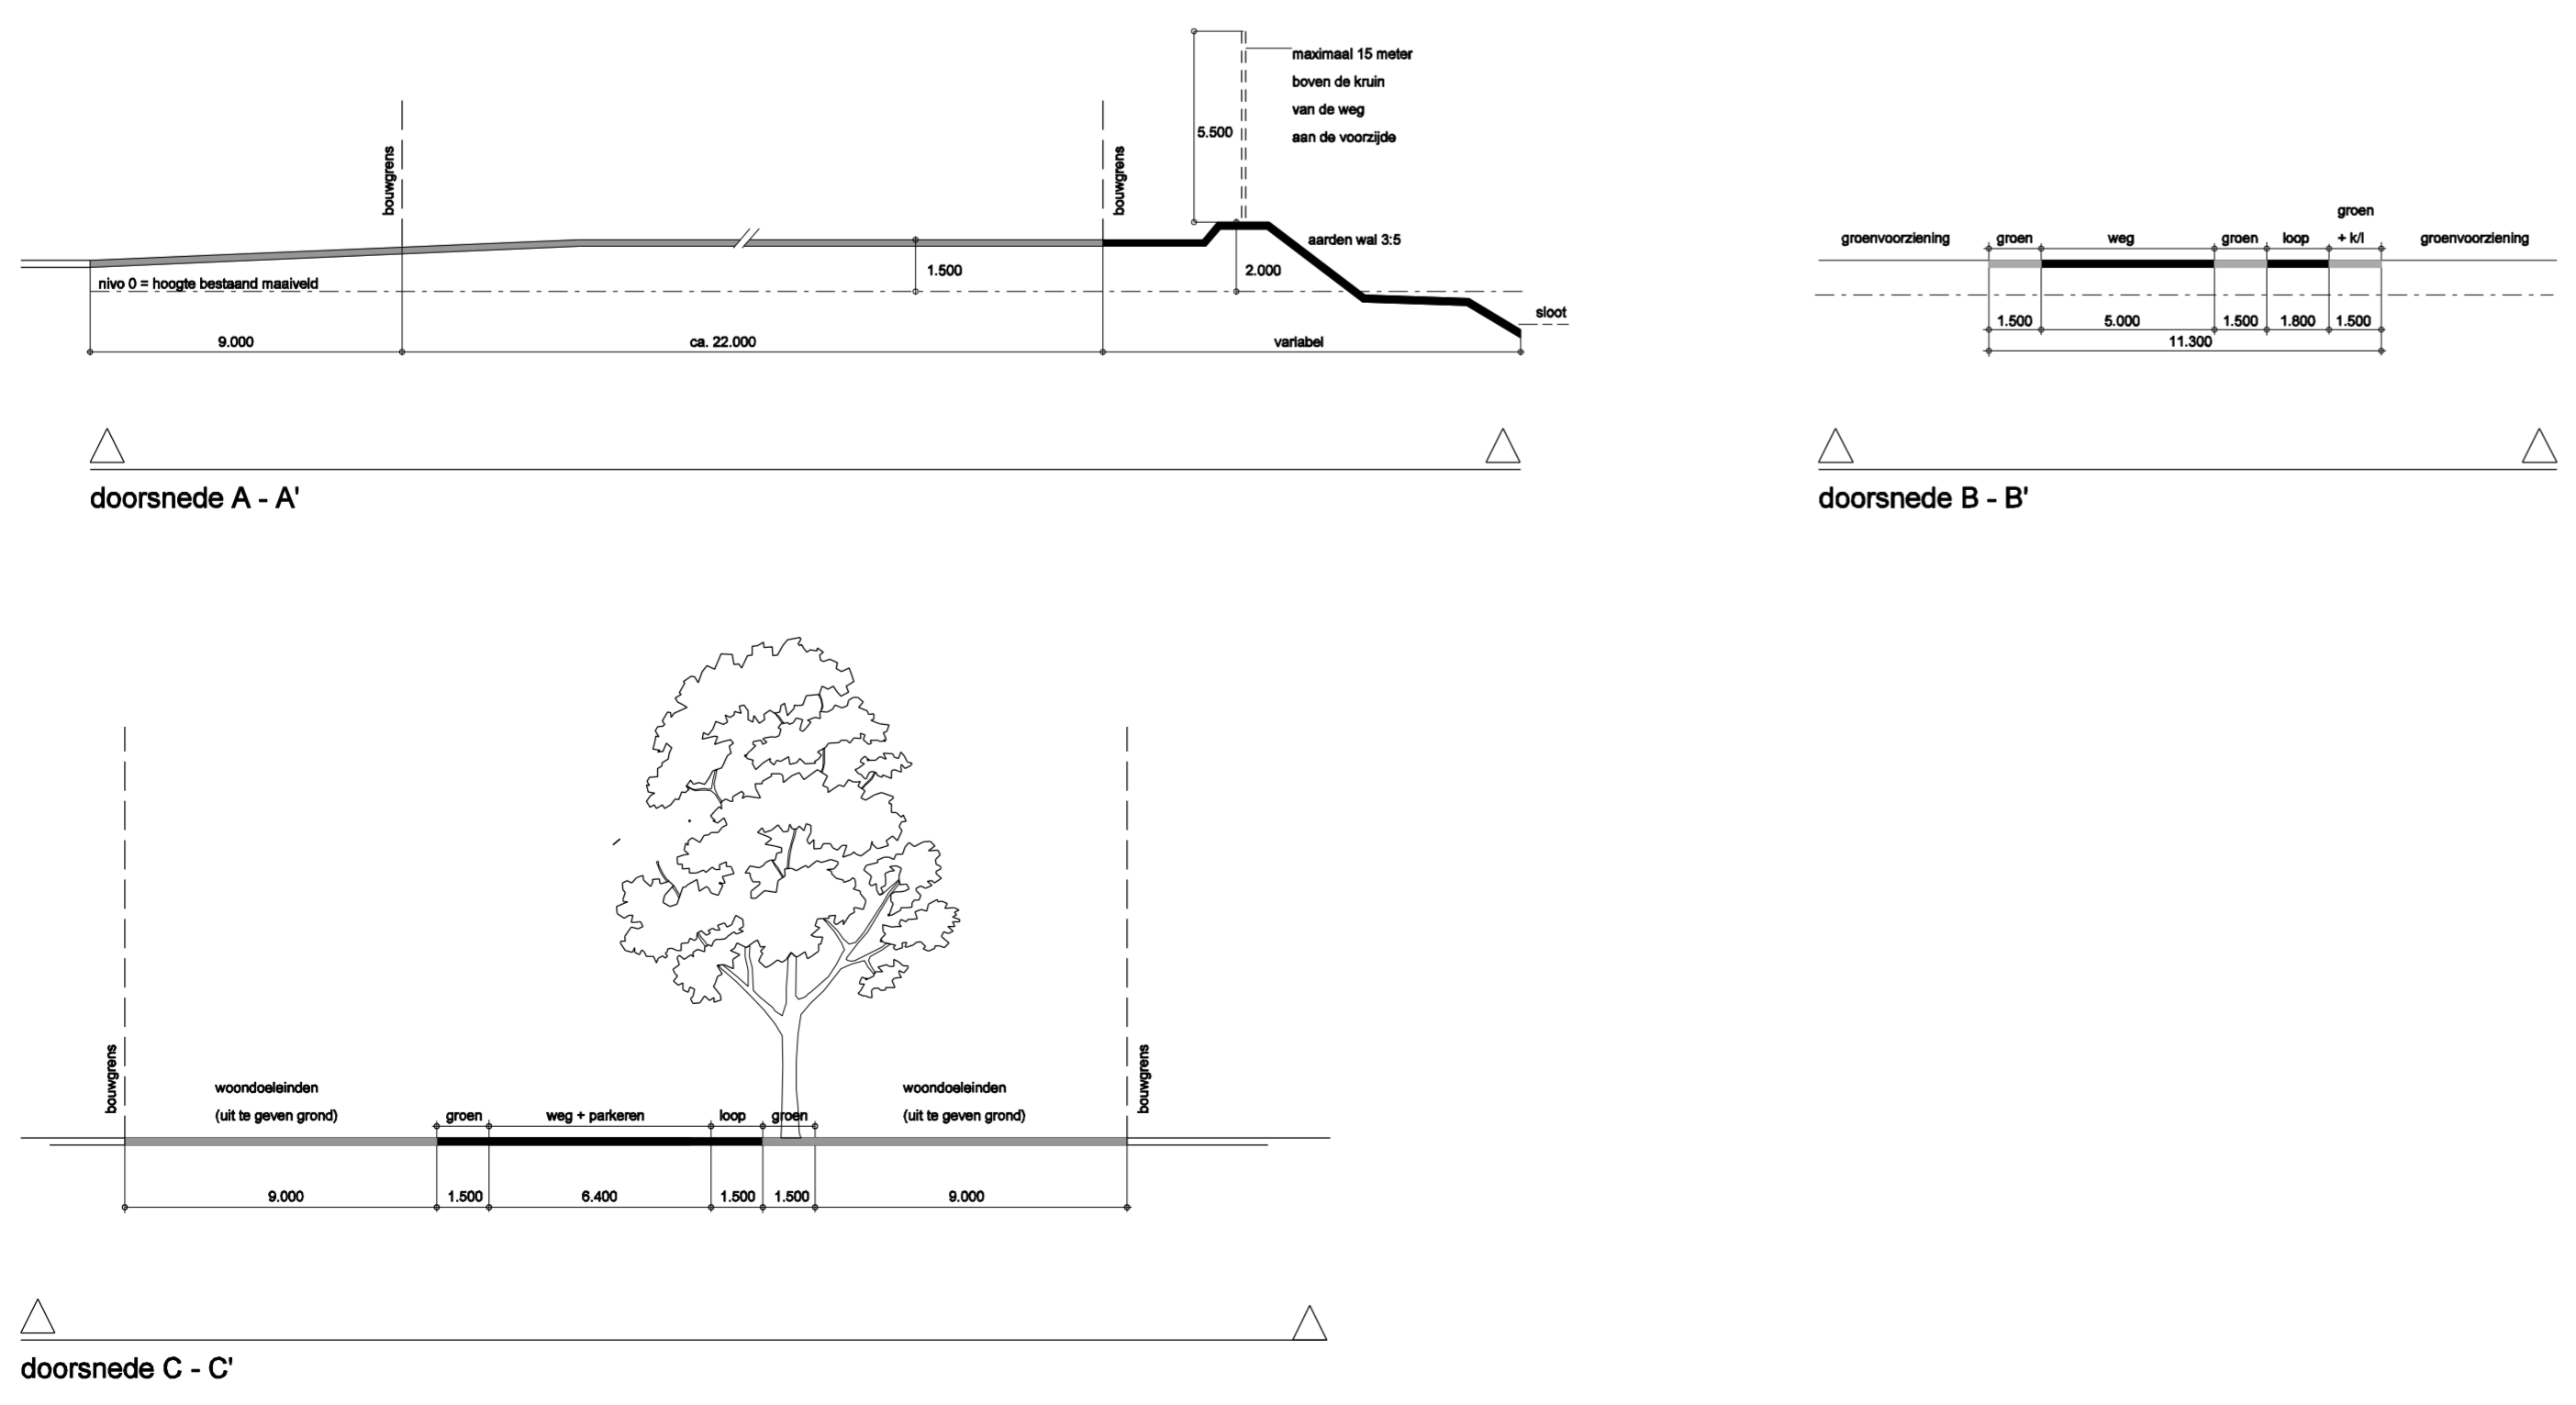 maximaal 15 meter
boven de kruin
van de weg
aan de voorzijde
5.500
bouwgrens
bouwgrens
aarden wal 3:5
1.500
2.000
nivo 0 = hoogte bestaand maaiveld
sloot
9.000
ca. 22.000
variabel
doorsnede A - A'
groen
groenvoorziening
groen
weg
groen
loop
+ k/l
groenvoorziening
1.500
5.000
1.500
1.800
1.500
11.300
doorsnede B - B'
bouwgrens
bouwgrens
woondoeleinden
(uit te geven grond)
groen
weg + parkeren
loop
groen
woondoeleinden
(uit te geven grond)
9.000
1.500
6.400
1.500
1.500
9.000
doorsnede C - C'